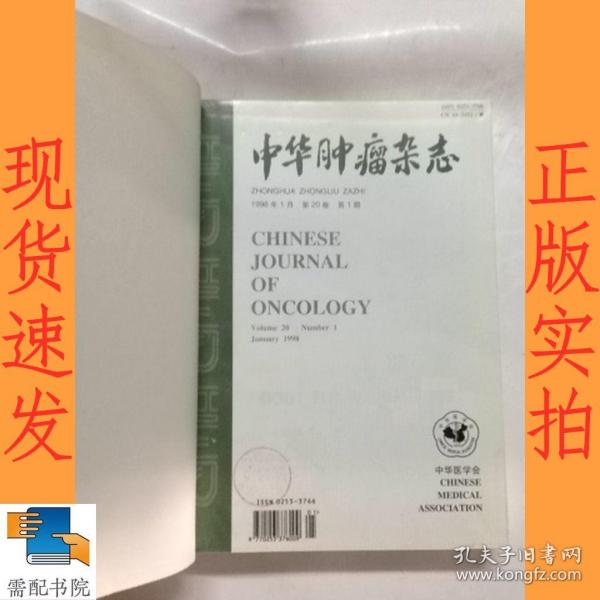 现货速发
正版实拍
中华肿瘤杂志
ZHONGHUA ZHONGLIU ZAZHI
1998年1月 第20卷 第1期
CHINESE
JOURNAL
OF
ONCOLOGY
Volume 20 Number 1
January 1998
中华医学会
CHINESE
MEDICAL
ASSOCIATION
ISSN 0253-3766
01>
需配书院
孔夫子旧书网
www.kongfz.com